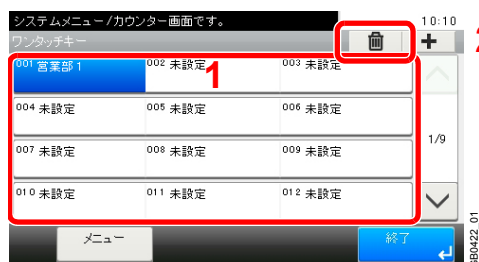 システムメニュー/カウンター画面です。
10:10
ワンタッチキー
2
001 営業部1
002 未設定
003 未設定
1
004 未設定
005 未設定
006 未設定
1/9
007 未設定
008 未設定
009 未設定
010 未設定
011 未設定
012 未設定
メニュー
終了